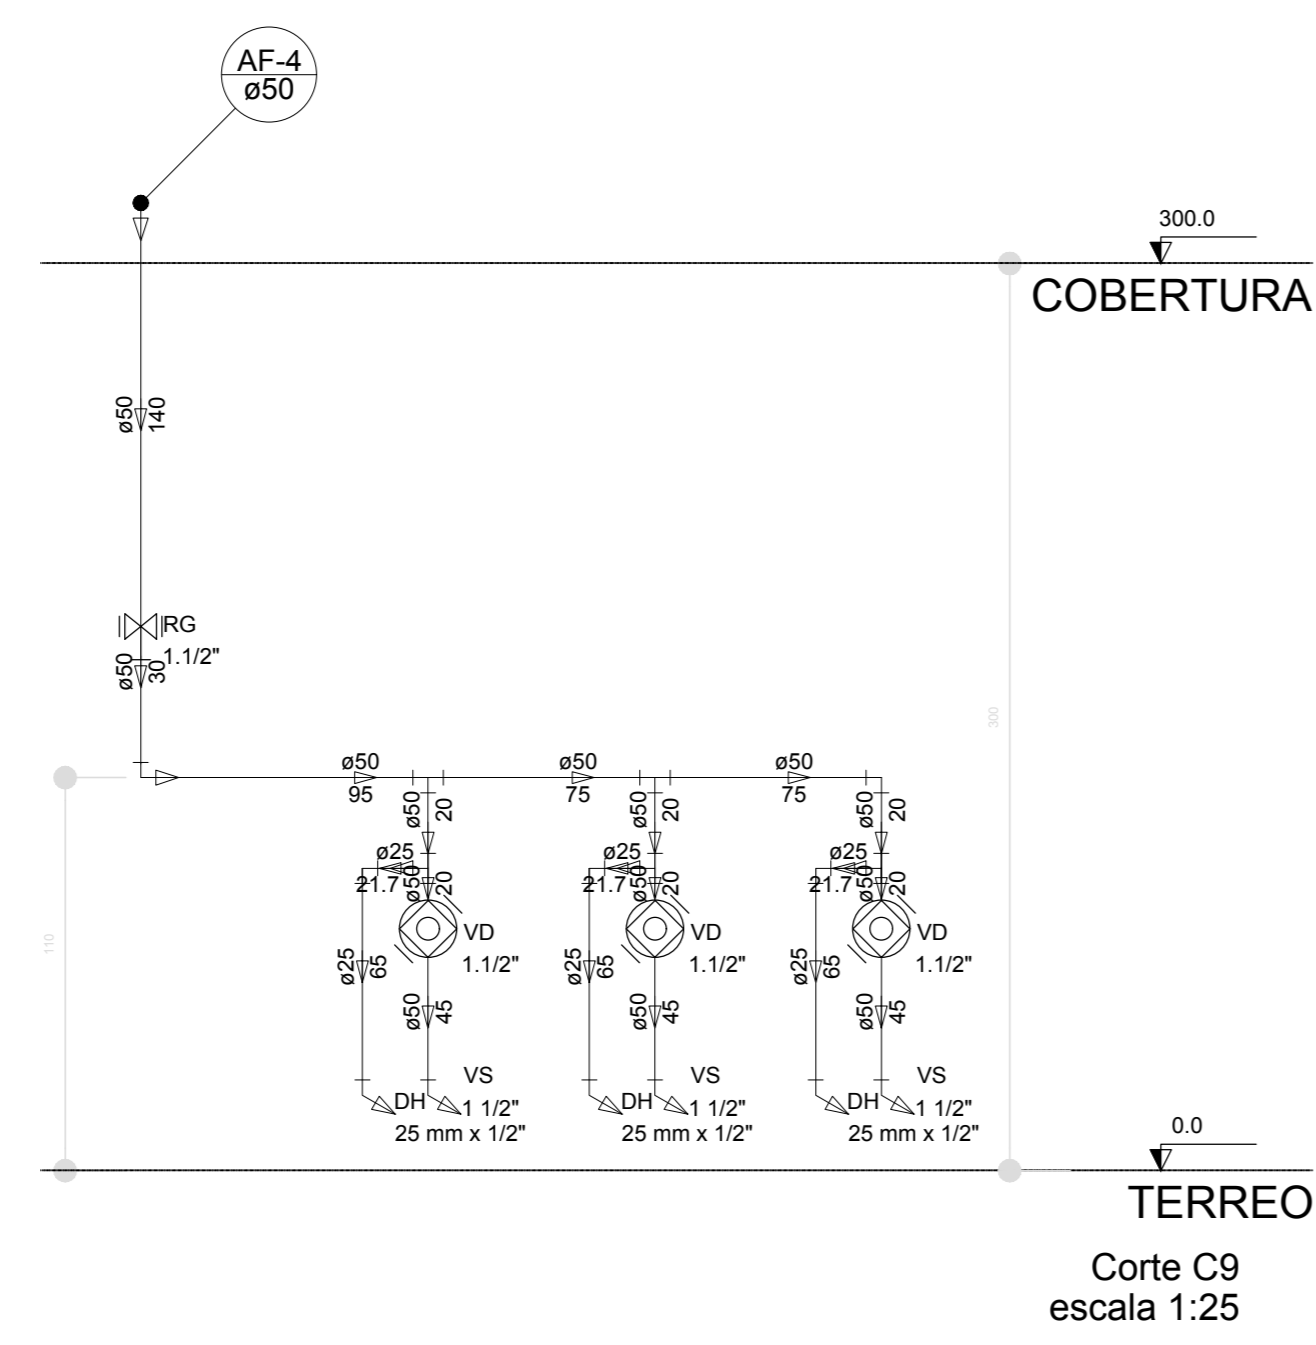 AF-4
ø50
300.0
COBERTURA
ø50
140
RG
1.1/2"
ø50
30
300
ø50
95
ø50
75
ø50
75
ø50
20
ø50
20
ø50
20
ø25
21.7
ø50
20
ø25
21.7
ø50
20
ø25
21.7
ø50
20
110
VD
1.1/2"
VD
1.1/2"
VD
1.1/2"
ø25
65
ø25
65
ø25
65
ø50
45
ø50
45
ø50
45
VS
1 1/2"
VS
1 1/2"
VS
1 1/2"
DH
25 mm x 1/2"
DH
25 mm x 1/2"
DH
25 mm x 1/2"
0.0
TERREO
Corte C9
escala 1:25